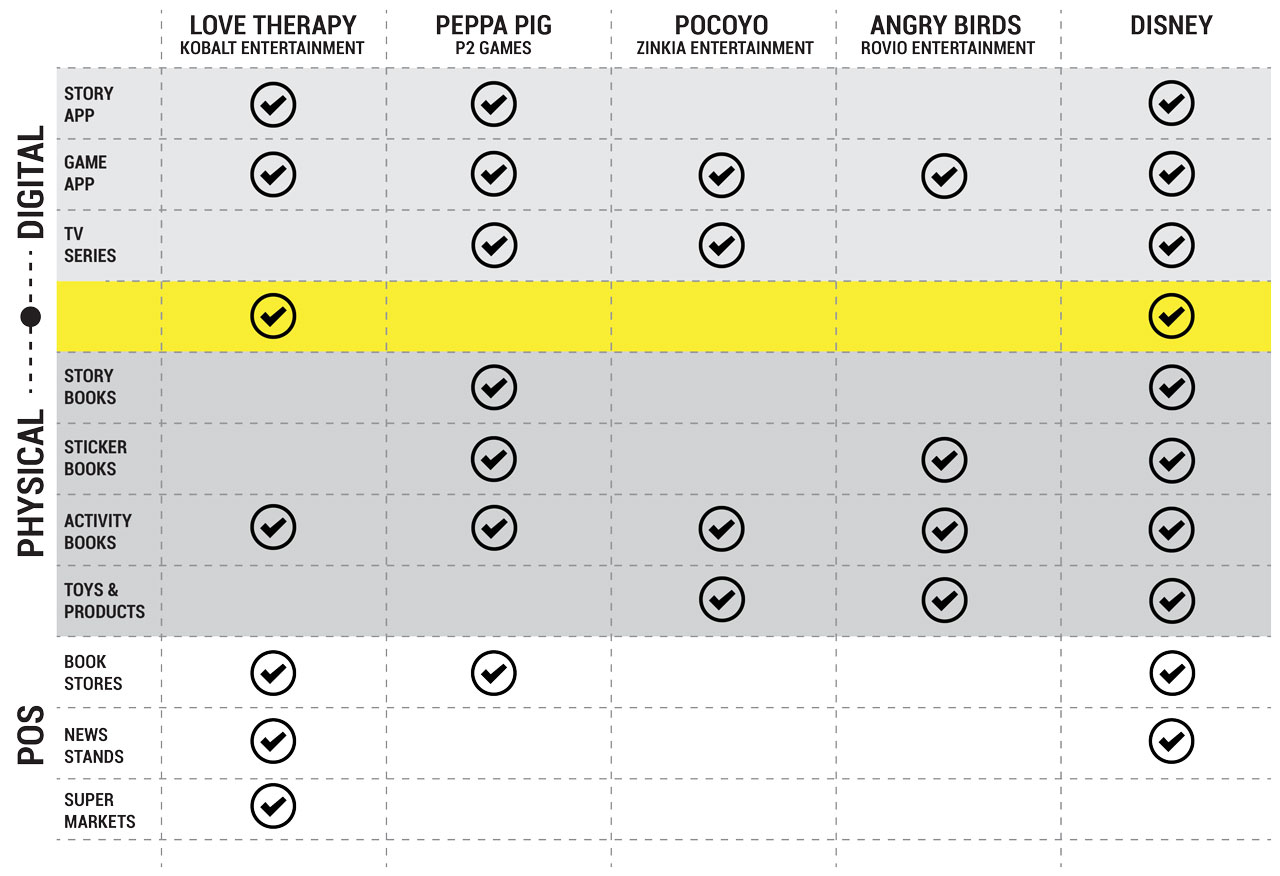 LOVE THERAPY
KOBALT ENTERTAINMENT
PEPPA PIG
P2 GAMES
POCOYO
ZINKIA ENTERTAINMENT
ANGRY BIRDS
ROVIO ENTERTAINMENT
DISNEY
DIGITAL
STORY
APP
GAME
APP
TV
SERIES
PHYSICAL
STORY
BOOKS
STICKER
BOOKS
ACTIVITY
BOOKS
TOYS &
PRODUCTS
POS
BOOK
STORES
NEWS
STANDS
SUPER
MARKETS